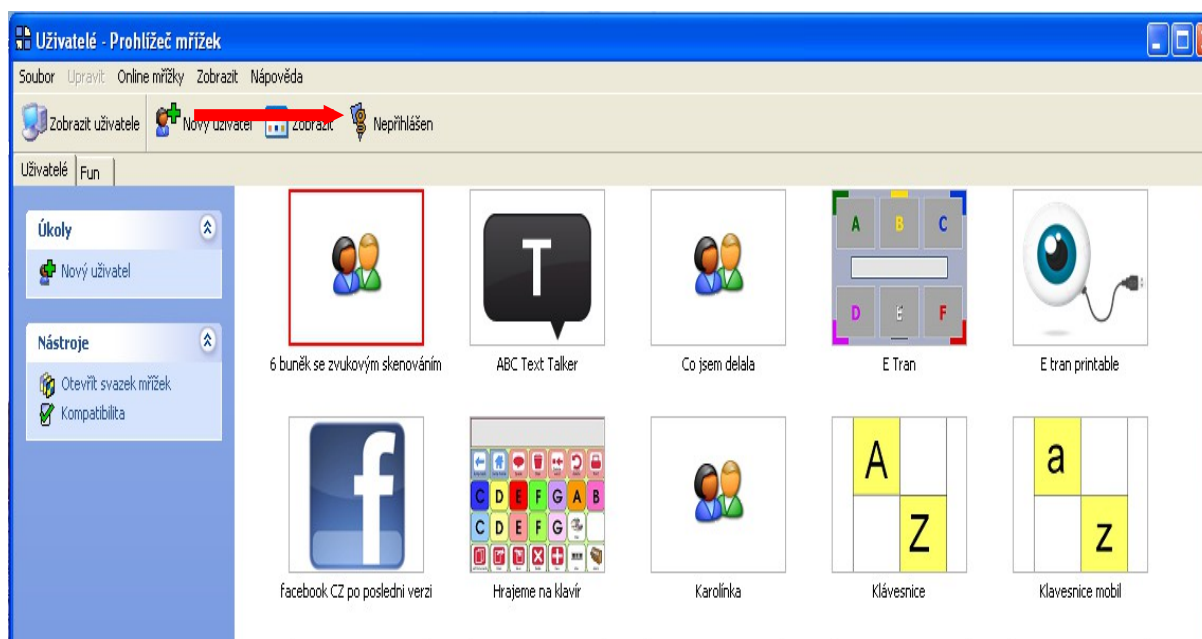 Uživatelé - Prohlížeč mřížek
Soubor Upravit Online mřížky Zobrazit Nápověda
Zobrazit uživatele Nový uživatel Zobrazit Nepřihlášen
Uživatelé Fun
Úkoly
Nový uživatel
Nástroje
Otevřít svazek mřížek
Kompatibilita
T
A B C
D E F
6 buněk se zvukovým skenováním ABC Text Talker Co jsem delala E Tran E tran printable
f
C D E F G A B
C D E F G
A
Z
a
z
facebook CZ po posledni verzi Hrajeme na klavír Karolínka Klávesnice Klavesnice mobil